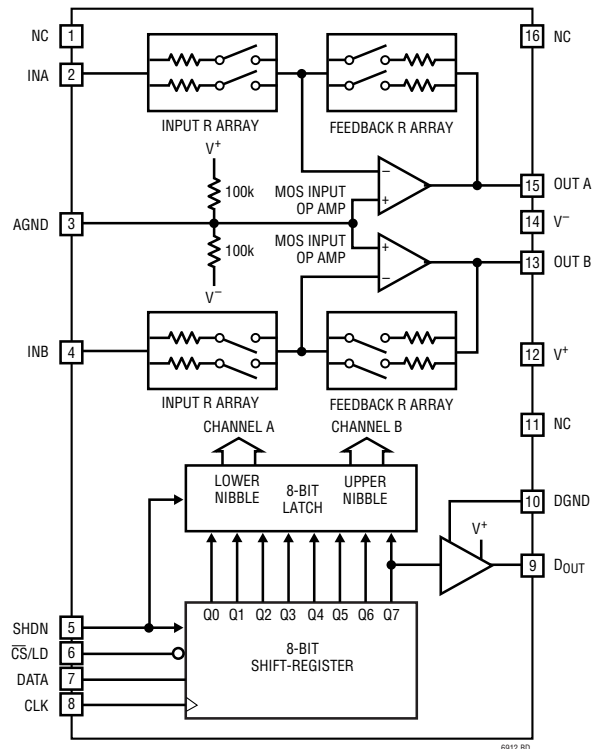 NC 1
16 NC
INA 2
INPUT R ARRAY
FEEDBACK R ARRAY
V+
100k
MOS INPUT
OP AMP
−
+
15 OUT A
AGND 3
14 V−
100k
MOS INPUT
OP AMP
+
−
13 OUT B
V−
INB 4
12 V+
INPUT R ARRAY
FEEDBACK R ARRAY
CHANNEL A
CHANNEL B
11 NC
LOWER
NIBBLE
8-BIT
LATCH
UPPER
NIBBLE
10 DGND
V+
9 DOUT
Q0 Q1 Q2 Q3 Q4 Q5 Q6 Q7
SHDN 5
C̅S̅/LD 6
DATA 7
CLK 8
8-BIT
SHIFT-REGISTER
6912 BD